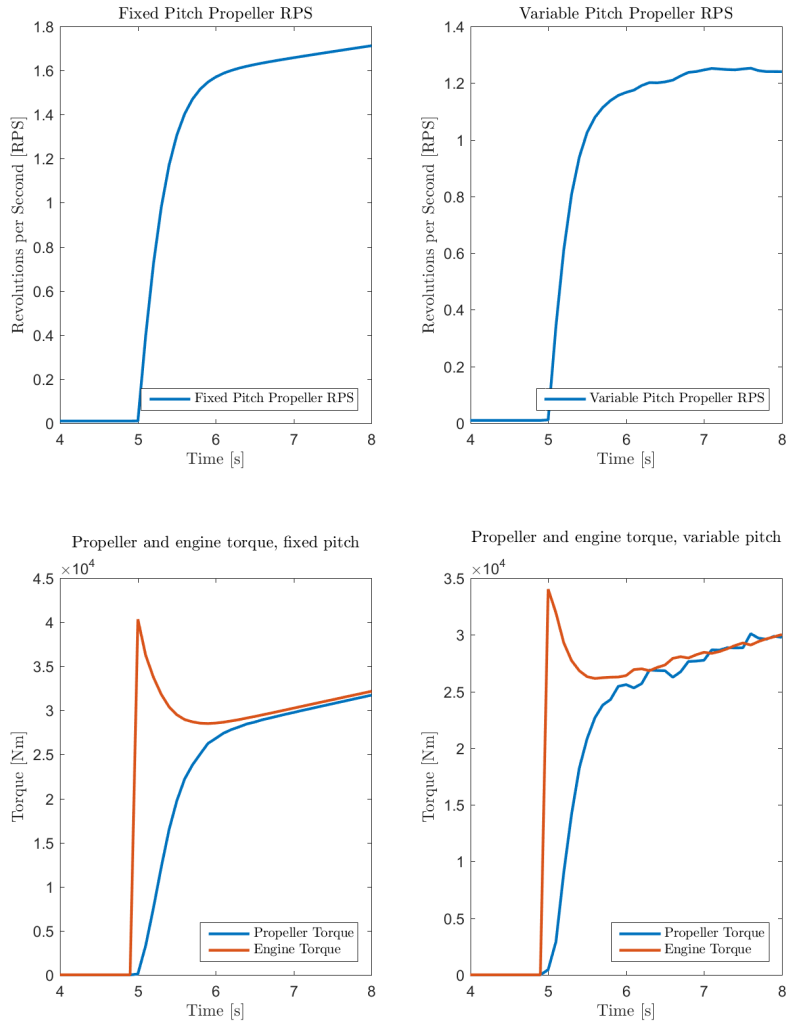 Fixed Pitch Propeller RPS
1.8
1.6
1.4
1.2
1
0.8
0.6
0.4
0.2
0
Revolutions per Second [RPS]
Fixed Pitch Propeller RPS
4 5 6 7 8
Time [s]
Variable Pitch Propeller RPS
1.4
1.2
1
0.8
0.6
0.4
0.2
0
Revolutions per Second [RPS]
Variable Pitch Propeller RPS
4 5 6 7 8
Time [s]
Propeller and engine torque, fixed pitch
×10⁴
4.5
4
3.5
3
2.5
2
1.5
1
0.5
0
Torque [Nm]
Propeller Torque
Engine Torque
4 5 6 7 8
Time [s]
Propeller and engine torque, variable pitch
×10⁴
3.5
3
2.5
2
1.5
1
0.5
0
Torque [Nm]
Propeller Torque
Engine Torque
4 5 6 7 8
Time [s]